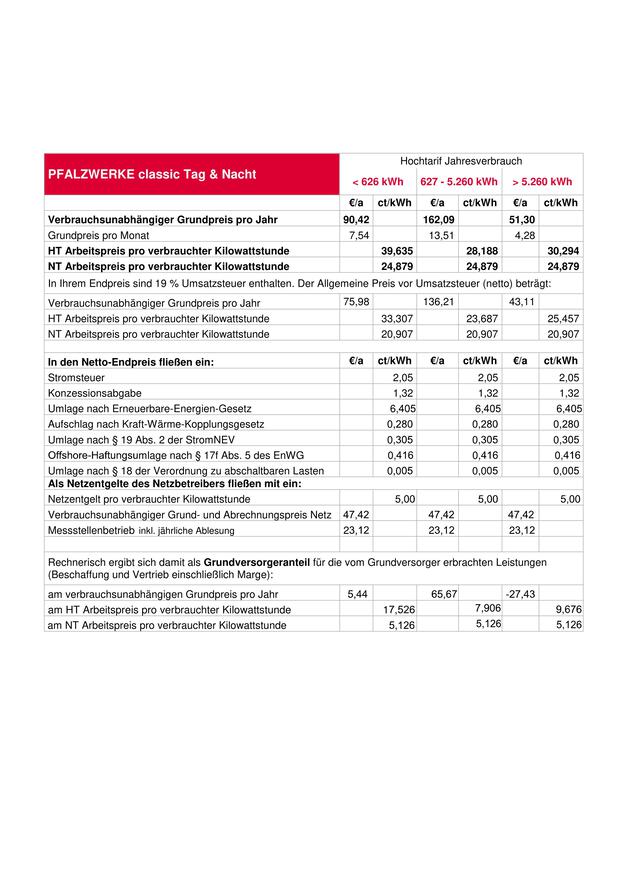 PFALZWERKE classic Tag & Nacht
Hochtarif Jahresverbrauch
< 626 kWh 627 - 5.260 kWh > 5.260 kWh
€/a ct/kWh €/a ct/kWh €/a ct/kWh
Verbrauchsunabhängiger Grundpreis pro Jahr 90,42 162,09 51,30
Grundpreis pro Monat 7,54 13,51 4,28
HT Arbeitspreis pro verbrauchter Kilowattstunde 39,635 28,188 30,294
NT Arbeitspreis pro verbrauchter Kilowattstunde 24,879 24,879 24,879
In Ihrem Endpreis sind 19 % Umsatzsteuer enthalten. Der Allgemeine Preis vor Umsatzsteuer (netto) beträgt:
Verbrauchsunabhängiger Grundpreis pro Jahr 75,98 136,21 43,11
HT Arbeitspreis pro verbrauchter Kilowattstunde 33,307 23,687 25,457
NT Arbeitspreis pro verbrauchter Kilowattstunde 20,907 20,907 20,907
In den Netto-Endpreis fließen ein: €/a ct/kWh €/a ct/kWh €/a ct/kWh
Stromsteuer 2,05 2,05 2,05
Konzessionsabgabe 1,32 1,32 1,32
Umlage nach Erneuerbare-Energien-Gesetz 6,405 6,405 6,405
Aufschlag nach Kraft-Wärme-Kopplungsgesetz 0,280 0,280 0,280
Umlage nach § 19 Abs. 2 der StromNEV 0,305 0,305 0,305
Offshore-Haftungsumlage nach § 17f Abs. 5 des EnWG 0,416 0,416 0,416
Umlage nach § 18 der Verordnung zu abschaltbaren Lasten 0,005 0,005 0,005
Als Netzentgelte des Netzbetreibers fließen mit ein:
Netzentgelt pro verbrauchter Kilowattstunde 5,00 5,00 5,00
Verbrauchsunabhängiger Grund- und Abrechnungspreis Netz 47,42 47,42 47,42
Messstellenbetrieb inkl. jährliche Ablesung 23,12 23,12 23,12
Rechnerisch ergibt sich damit als Grundversorgeranteil für die vom Grundversorger erbrachten Leistungen
(Beschaffung und Vertrieb einschließlich Marge):
am verbrauchsunabhängigen Grundpreis pro Jahr 5,44 65,67 -27,43
am HT Arbeitspreis pro verbrauchter Kilowattstunde 17,526 7,906 9,676
am NT Arbeitspreis pro verbrauchter Kilowattstunde 5,126 5,126 5,126